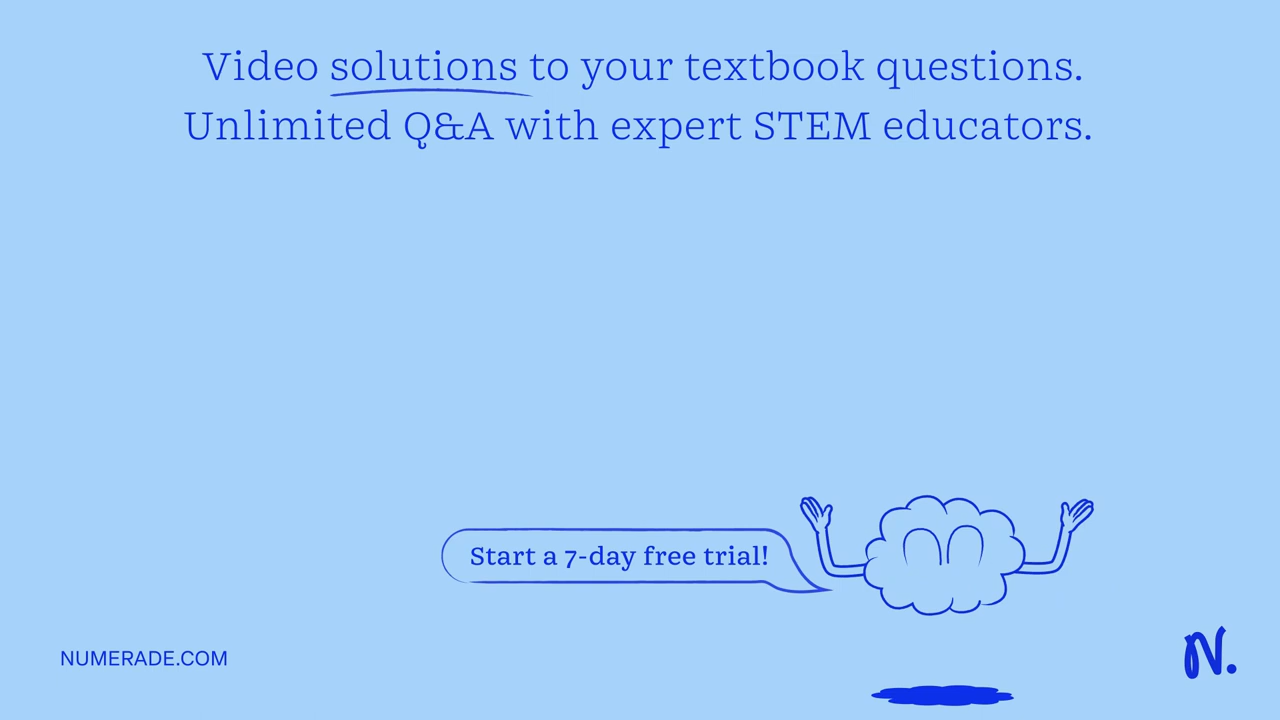 Video solutions to your textbook questions.
Unlimited Q&A with expert STEM educators.
Start a 7-day free trial!
NUMERADE.COM
N.